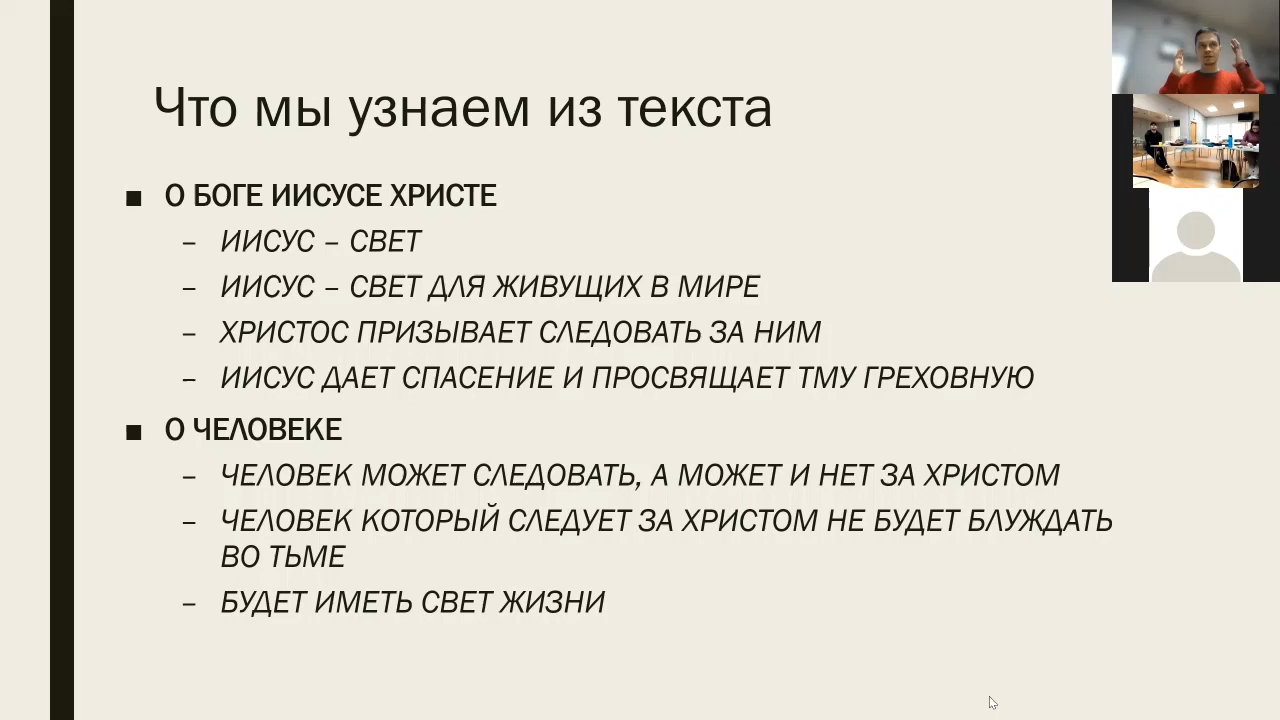 Что мы узнаем из текста
■ О БОГЕ ИИСУСЕ ХРИСТЕ
– ИИСУС – СВЕТ
– ИИСУС – СВЕТ ДЛЯ ЖИВУЩИХ В МИРЕ
– ХРИСТОС ПРИЗЫВАЕТ СЛЕДОВАТЬ ЗА НИМ
– ИИСУС ДАЕТ СПАСЕНИЕ И ПРОСВЯЩАЕТ ТМУ ГРЕХОВНУЮ
■ О ЧЕЛОВЕКЕ
– ЧЕЛОВЕК МОЖЕТ СЛЕДОВАТЬ, А МОЖЕТ И НЕТ ЗА ХРИСТОМ
– ЧЕЛОВЕК КОТОРЫЙ СЛЕДУЕТ ЗА ХРИСТОМ НЕ БУДЕТ БЛУЖДАТЬ
ВО ТЬМЕ
– БУДЕТ ИМЕТЬ СВЕТ ЖИЗНИ